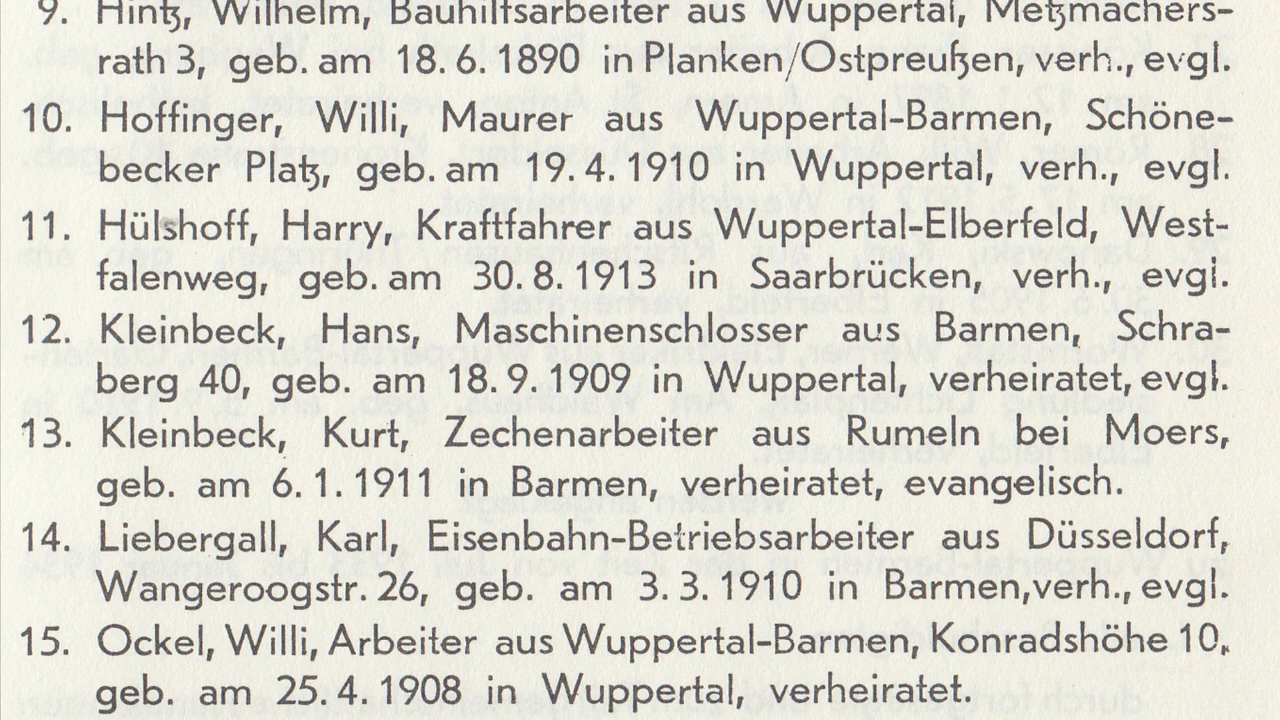 9. Hintz, Wilhelm, Bauhilfsarbeiter aus Wuppertal, Metzmachers-
rath 3, geb. am 18. 6. 1890 in Planken/Ostpreußen, verh., evgl.
10. Hoffinger, Willi, Maurer aus Wuppertal-Barmen, Schöne-
becker Platz, geb. am 19. 4. 1910 in Wuppertal, verh., evgl.
11. Hülshoff, Harry, Kraftfahrer aus Wuppertal-Elberfeld, West-
falenweg, geb. am 30. 8. 1913 in Saarbrücken, verh., evgl.
12. Kleinbeck, Hans, Maschinenschlosser aus Barmen, Schra-
berg 40, geb. am 18. 9. 1909 in Wuppertal, verheiratet, evgl.
13. Kleinbeck, Kurt, Zechenarbeiter aus Rumeln bei Moers,
geb. am 6. 1. 1911 in Barmen, verheiratet, evangelisch.
14. Liebergall, Karl, Eisenbahn-Betriebsarbeiter aus Düsseldorf,
Wangeroogstr. 26, geb. am 3. 3. 1910 in Barmen, verh., evgl.
15. Ockel, Willi, Arbeiter aus Wuppertal-Barmen, Konradshöhe 10,
geb. am 25. 4. 1908 in Wuppertal, verheiratet.